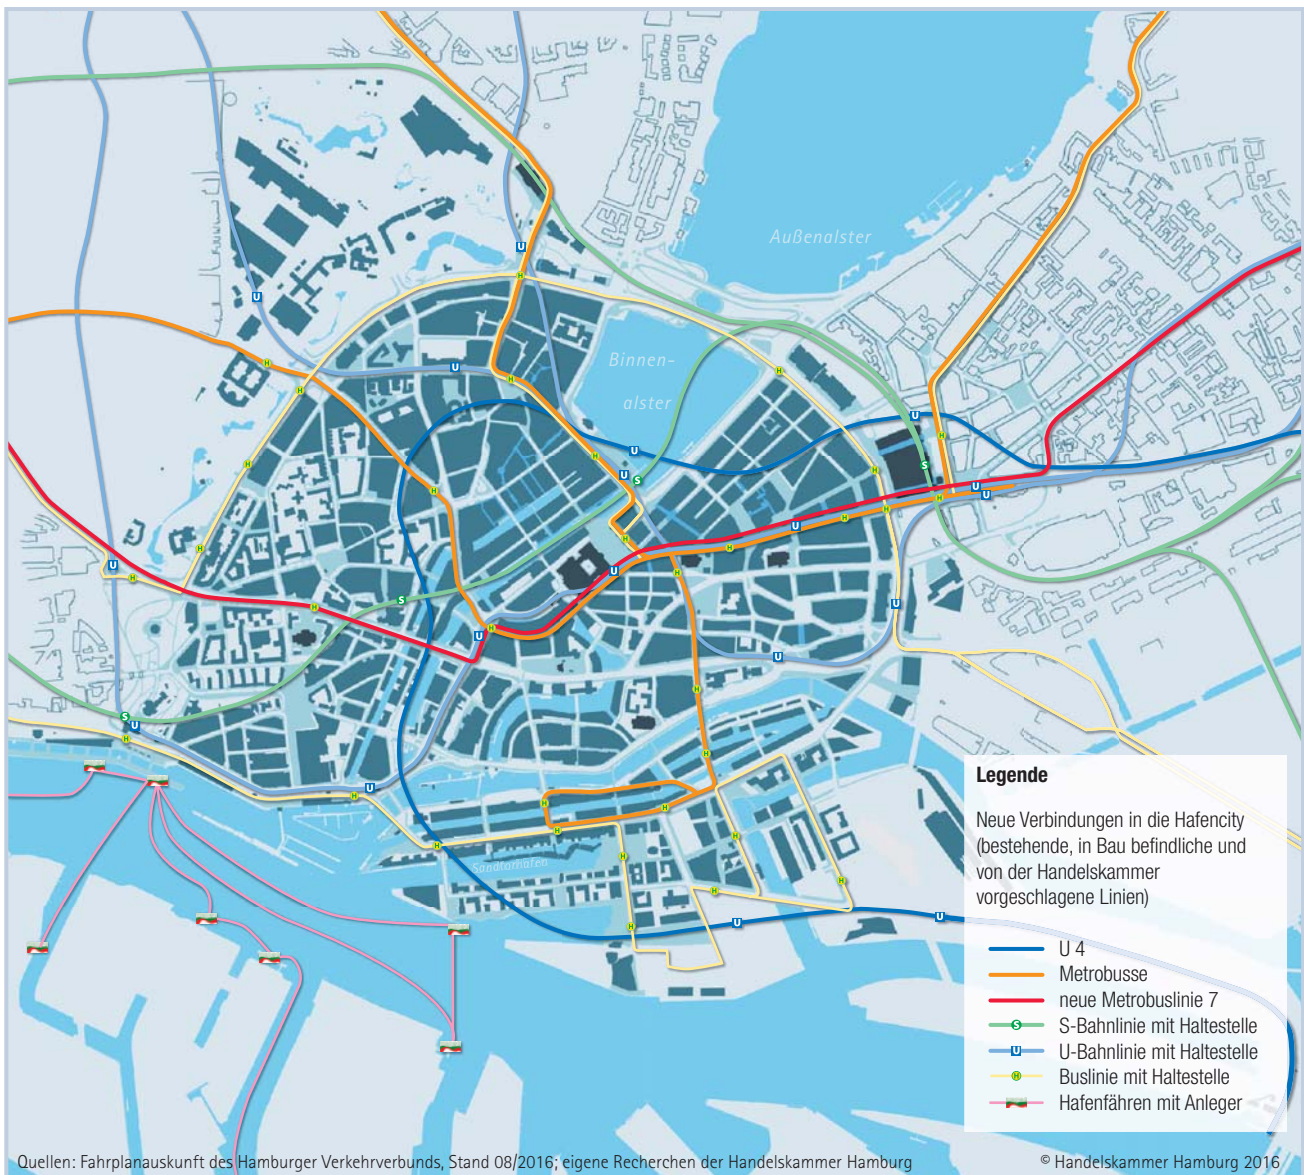 Außenalster
Binnen-
alster
Sandtorhafen
Legende
Neue Verbindungen in die Hafencity
(bestehende, in Bau befindliche und
von der Handelskammer
vorgeschlagene Linien)
U 4
Metrobusse
neue Metrobuslinie 7
S S-Bahnlinie mit Haltestelle
U U-Bahnlinie mit Haltestelle
H Buslinie mit Haltestelle
Hafenfähren mit Anleger
Quellen: Fahrplanauskunft des Hamburger Verkehrverbunds, Stand 08/2016; eigene Recherchen der Handelskammer Hamburg
© Handelskammer Hamburg 2016